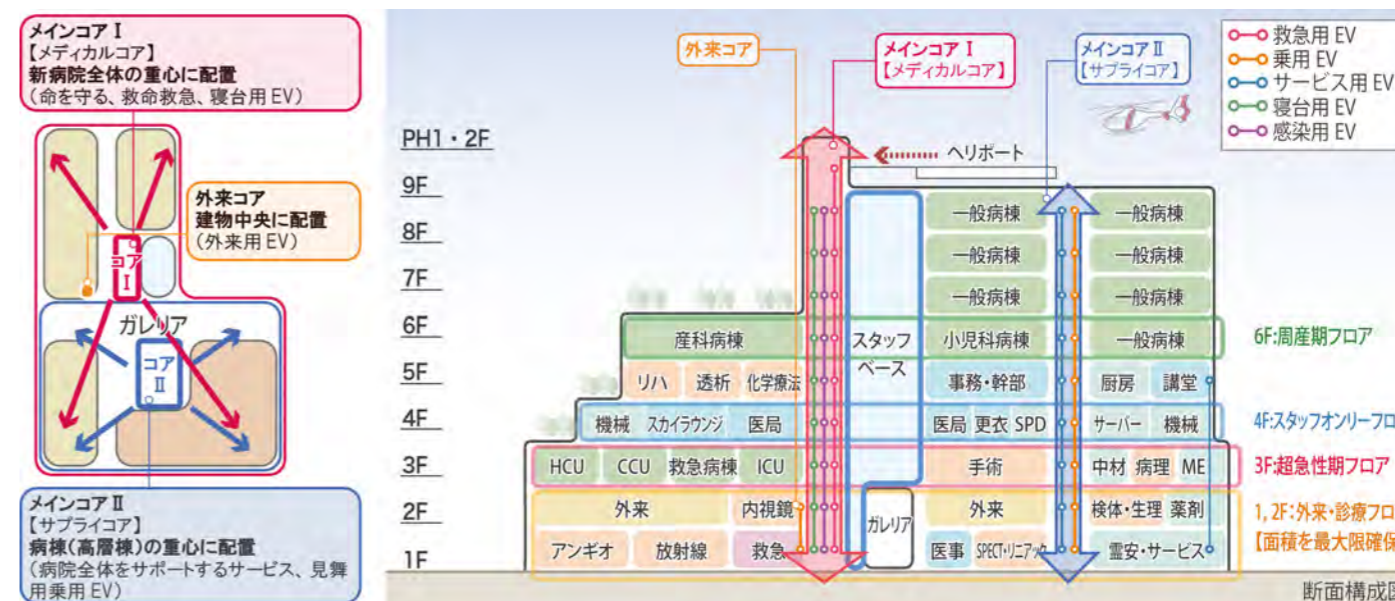 メインコアⅠ
【メディカルコア】
新病院全体の重心に配置
(命を守る、救命救急、寝台用EV)
外来コア
建物中央に配置
(外来用EV)
コア
Ⅰ
ガレリア
コア
Ⅱ
メインコアⅡ
【サプライコア】
病棟(高層棟)の重心に配置
(病院全体をサポートするサービス、見舞
用乗用EV)
外来コア
メインコアⅠ
【メディカルコア】
メインコアⅡ
【サプライコア】
救急用EV
乗用EV
サービス用EV
寝台用EV
感染用EV
PH1・2F
ヘリポート
9F
一般病棟 一般病棟
8F
一般病棟 一般病棟
7F
一般病棟 一般病棟
6F
産科病棟 小児科病棟 一般病棟
6F:周産期フロア
スタッフ
ベース
5F
リハ 透析 化学療法 事務・幹部 厨房 講堂
4F
機械 スカイラウンジ 医局 医局 更衣 SPD サーバー 機械
4F:スタッフオンリーフロ
3F
HCU CCU 救急病棟 ICU 手術 中材 病理 ME
3F:超急性期フロア
2F
外来 内視鏡 ガレリア 外来 検体・生理 薬剤
1,2F:外来・診療フロ
【面積を最大限確保
1F
アンギオ 放射線 救急 医事 SPECT・リニアック 霊安・サービス
断面構成図